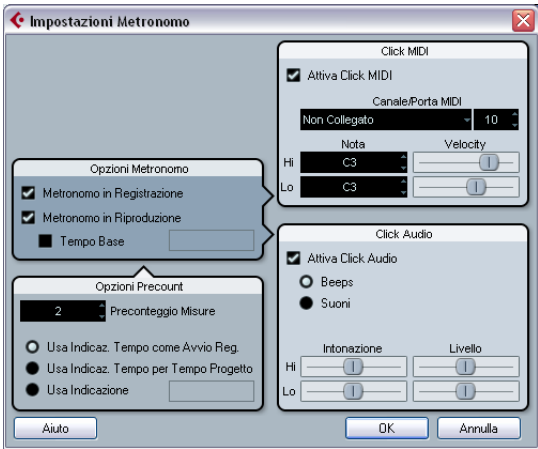 Impostazioni Metronomo
Click MIDI
Attiva Click MIDI
Canale/Porta MIDI
Non Collegato 10
Nota Velocity
Hi C3
Lo C3
Opzioni Metronomo
Metronomo in Registrazione
Metronomo in Riproduzione
Tempo Base
Click Audio
Attiva Click Audio
Beeps
Suoni
Intonazione Livello
Hi
Lo
Opzioni Precount
2 Preconteggio Misure
Usa Indicaz. Tempo come Avvio Reg.
Usa Indicaz. Tempo per Tempo Progetto
Usa Indicazione
Aiuto OK Annulla